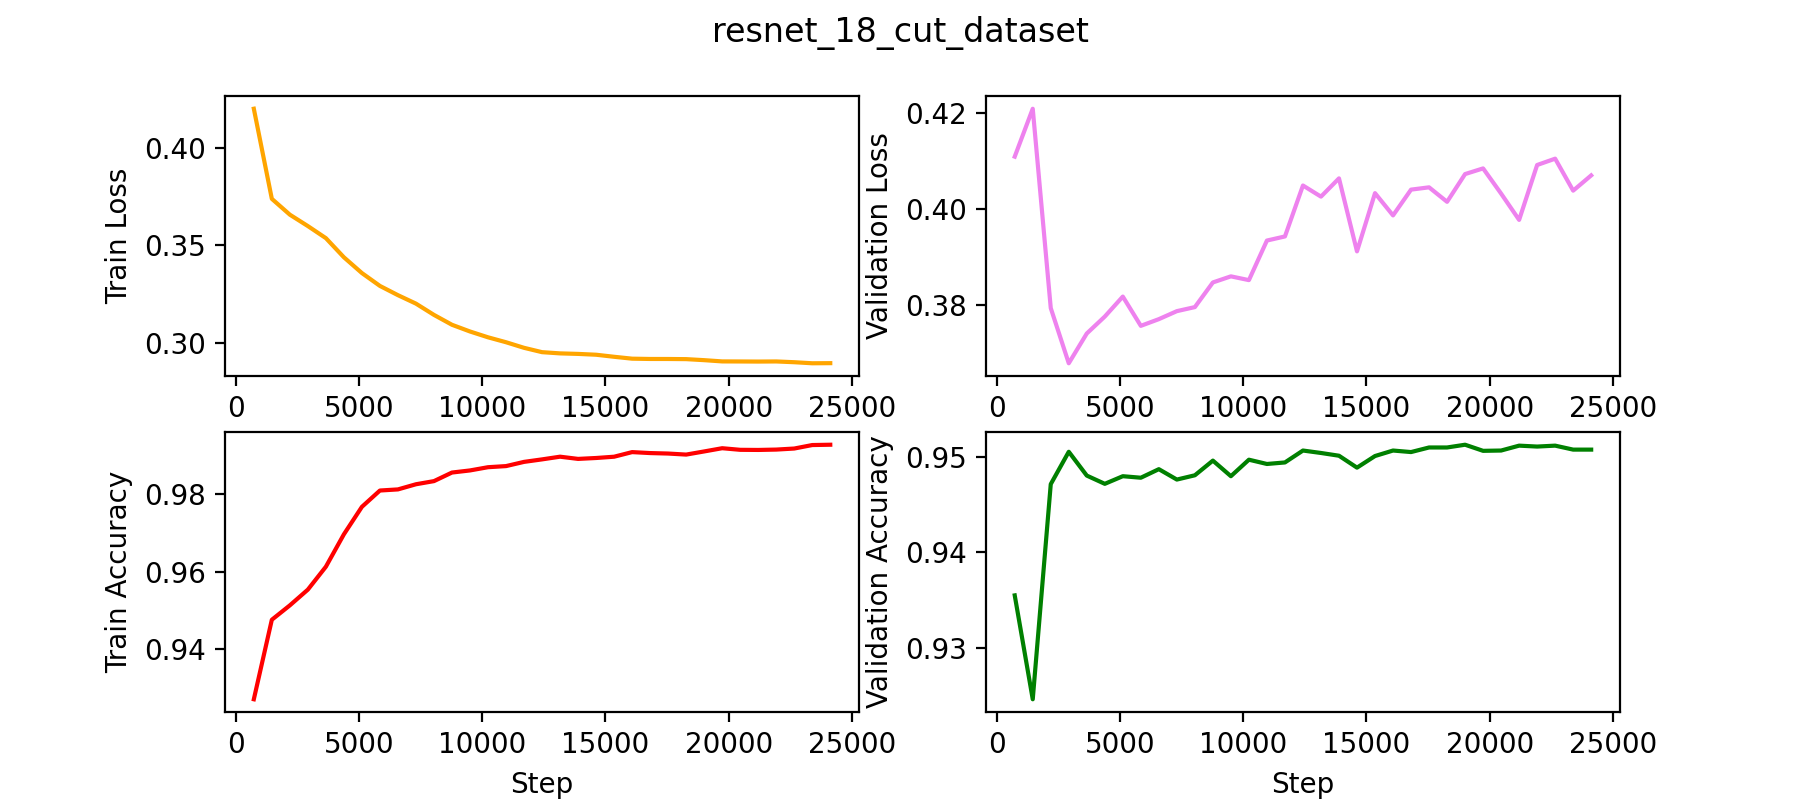 resnet_18_cut_dataset
Train Loss
0.40
0.35
0.30
0 5000 10000 15000 20000 25000
Validation Loss
0.42
0.40
0.38
0 5000 10000 15000 20000 25000
Train Accuracy
0.98
0.96
0.94
0 5000 10000 15000 20000 25000
Step
Validation Accuracy
0.95
0.94
0.93
0 5000 10000 15000 20000 25000
Step